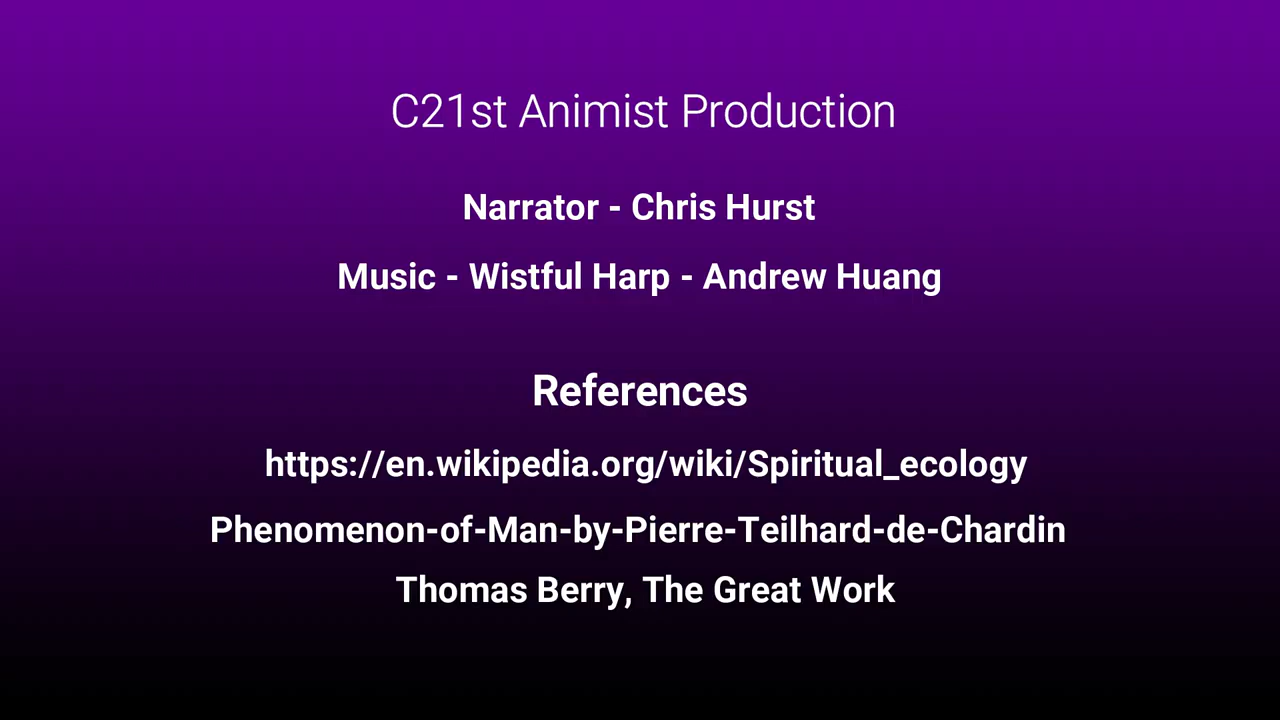 C21st Animist Production
Narrator - Chris Hurst
Music - Wistful Harp - Andrew Huang
References
https://en.wikipedia.org/wiki/Spiritual_ecology
Phenomenon-of-Man-by-Pierre-Teilhard-de-Chardin
Thomas Berry, The Great Work